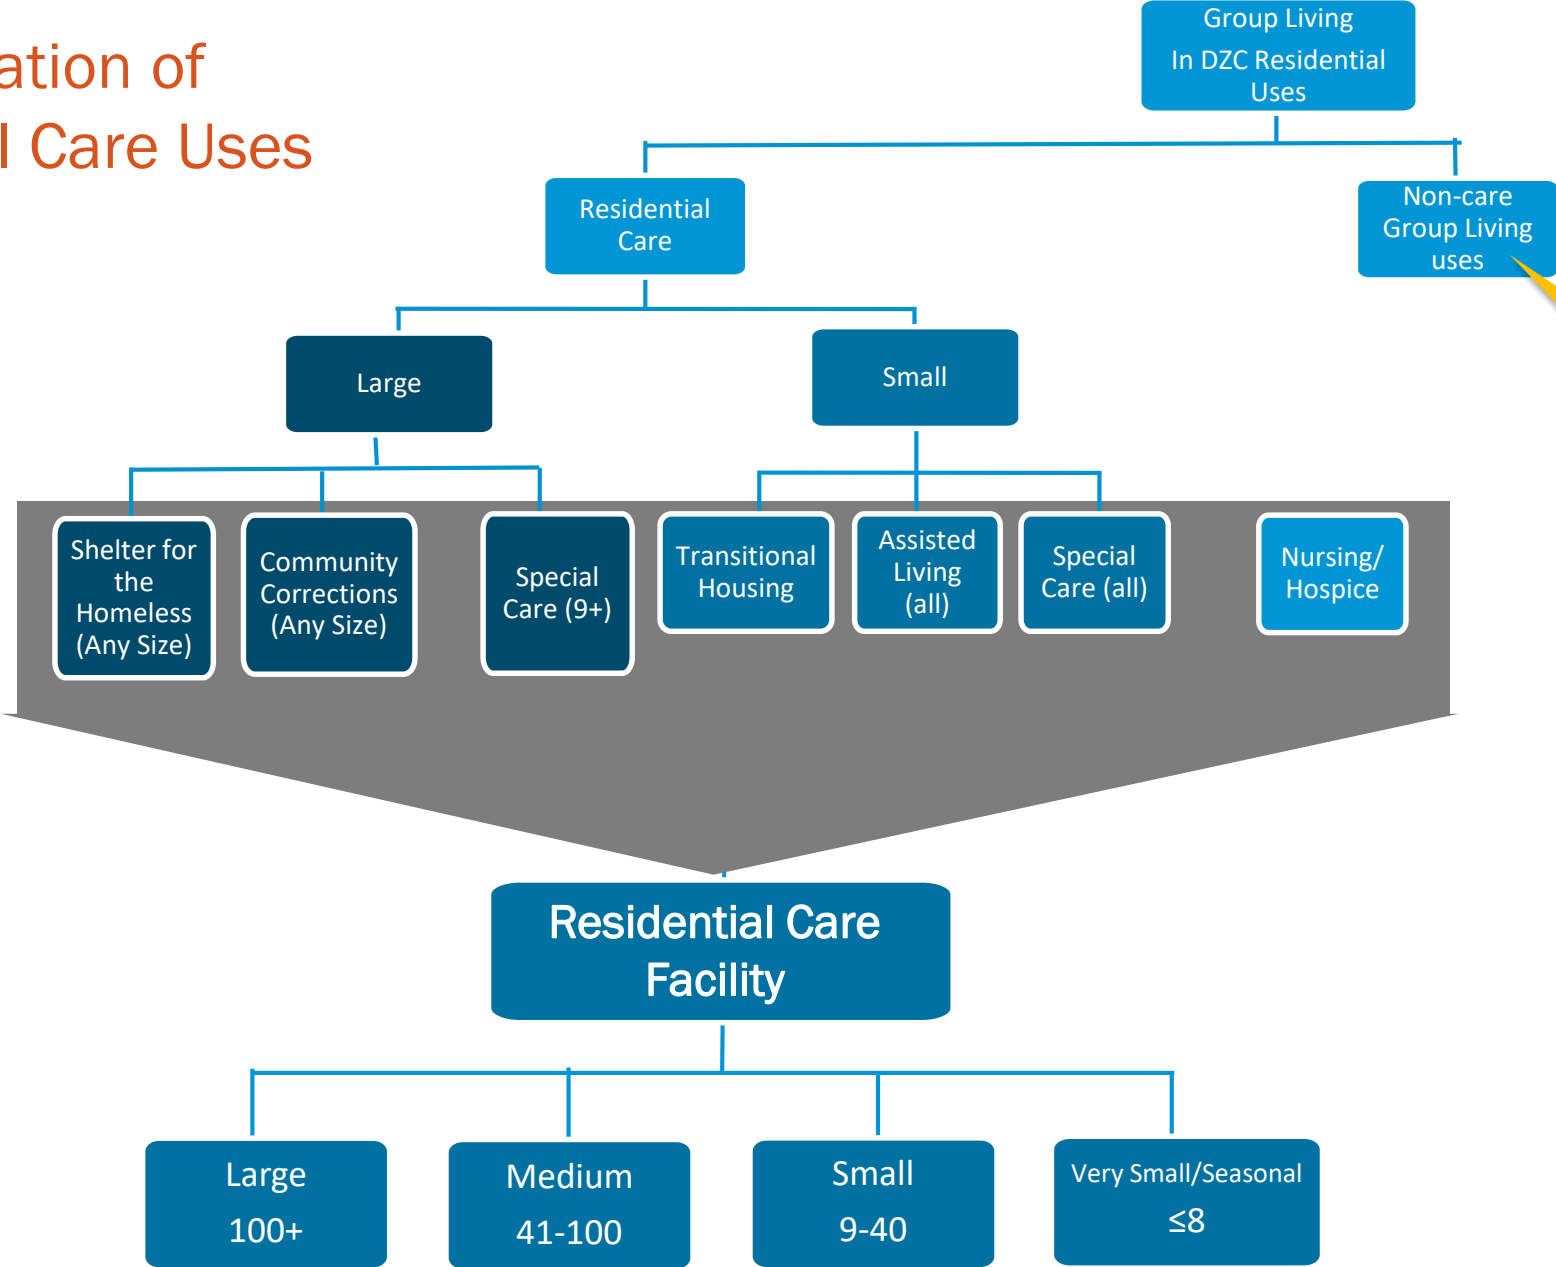 ation of
l Care Uses
Group Living
In DZC Residential
Uses
Residential
Care
Non-care
Group Living
uses
Large
Small
Shelter for
the
Homeless
(Any Size)
Community
Corrections
(Any Size)
Special
Care (9+)
Transitional
Housing
Assisted
Living
(all)
Special
Care (all)
Nursing/
Hospice
Residential Care
Facility
Large
100+
Medium
41-100
Small
9-40
Very Small/Seasonal
≤8